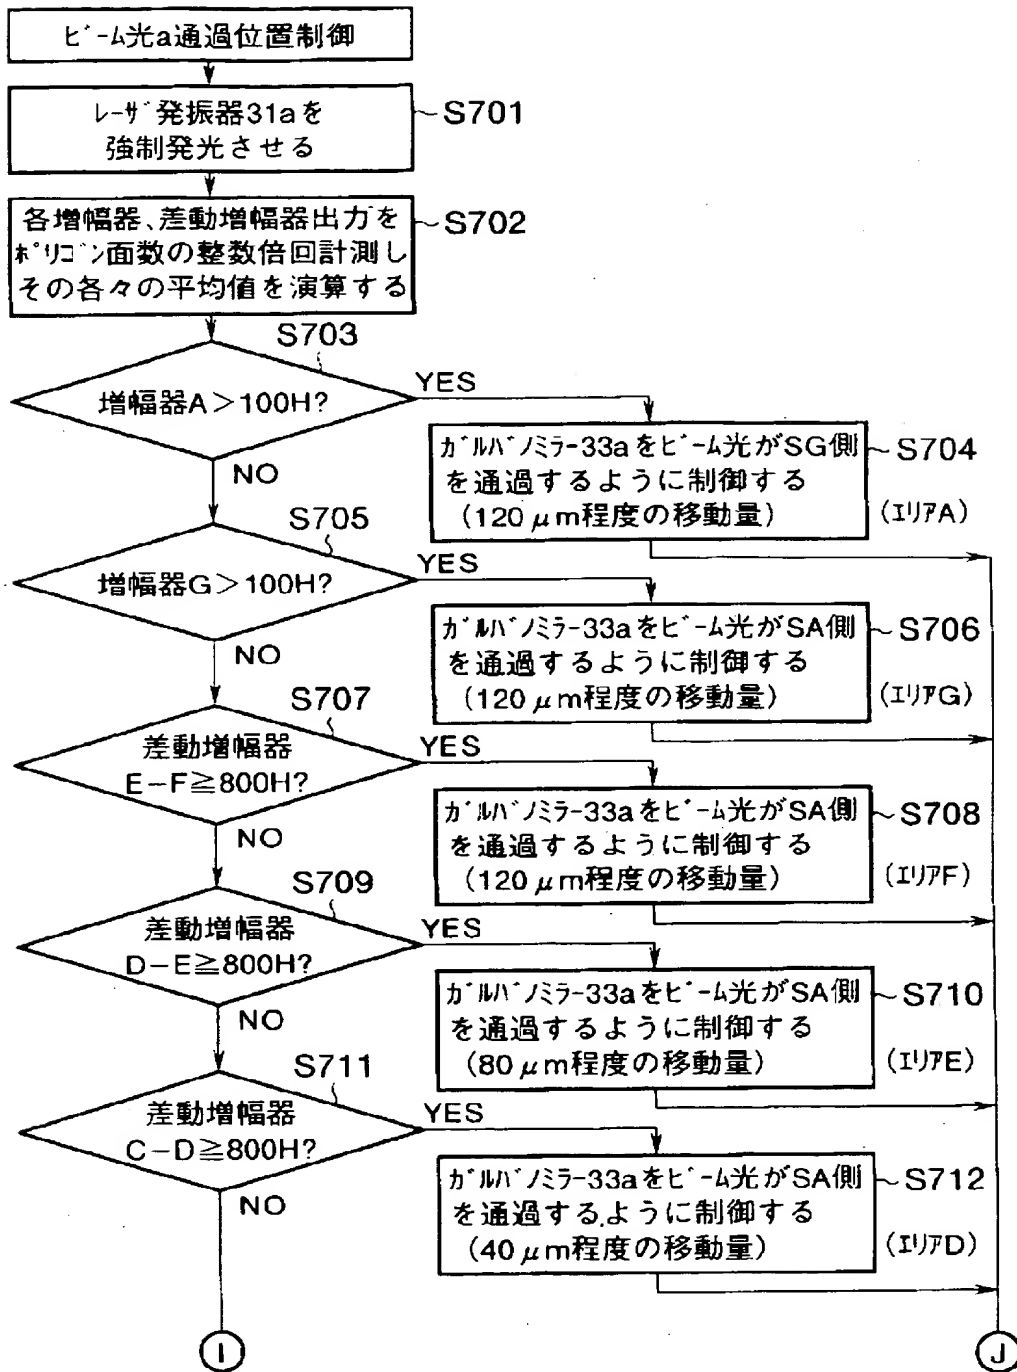 ビーム光a通過位置制御
レーザ発振器31aを
強制発光させる
S701
各増幅器、差動増幅器出力を
ポリゴン面数の整数倍回計測し
その各々の平均値を演算する
S702
S703
増幅器A>100H?
YES
NO
ガルバノミラー33aをビーム光がSG側
を通過するように制御する
(120μm程度の移動量)
S704
(エリアA)
S705
増幅器G>100H?
YES
NO
ガルバノミラー33aをビーム光がSA側
を通過するように制御する
(120μm程度の移動量)
S706
(エリアG)
S707
差動増幅器
E−F≧800H?
YES
NO
ガルバノミラー33aをビーム光がSA側
を通過するように制御する
(120μm程度の移動量)
S708
(エリアF)
S709
差動増幅器
D−E≧800H?
YES
NO
ガルバノミラー33aをビーム光がSA側
を通過するように制御する
(80μm程度の移動量)
S710
(エリアE)
S711
差動増幅器
C−D≧800H?
YES
NO
ガルバノミラー33aをビーム光がSA側
を通過するように制御する
(40μm程度の移動量)
S712
(エリアD)
I
J